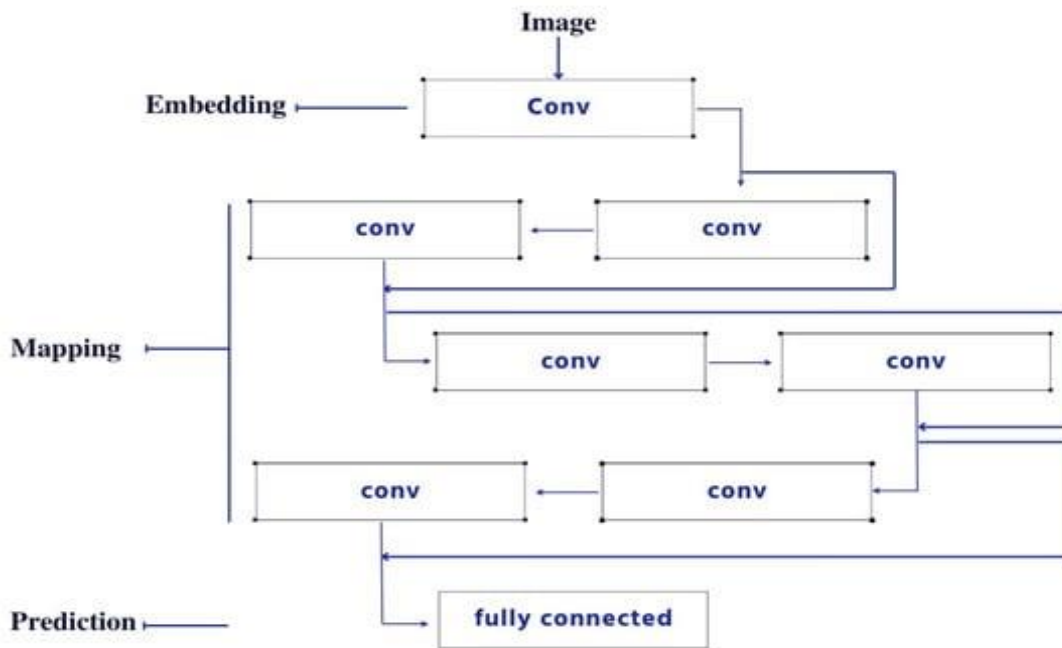 Image
Embedding
Conv
conv
conv
Mapping
conv
conv
conv
conv
Prediction
fully connected